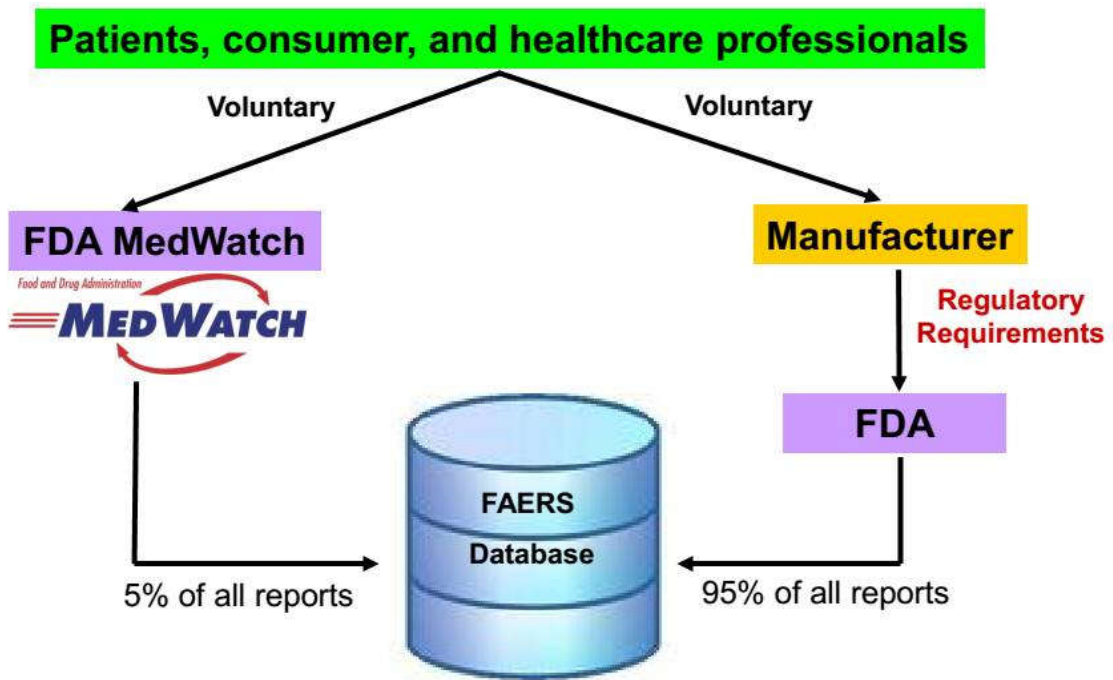 Patients, consumer, and healthcare professionals
Voluntary
Voluntary
FDA MedWatch
Food and Drug Administration
MEDWATCH
Manufacturer
Regulatory
Requirements
FDA
FAERS
Database
5% of all reports
95% of all reports